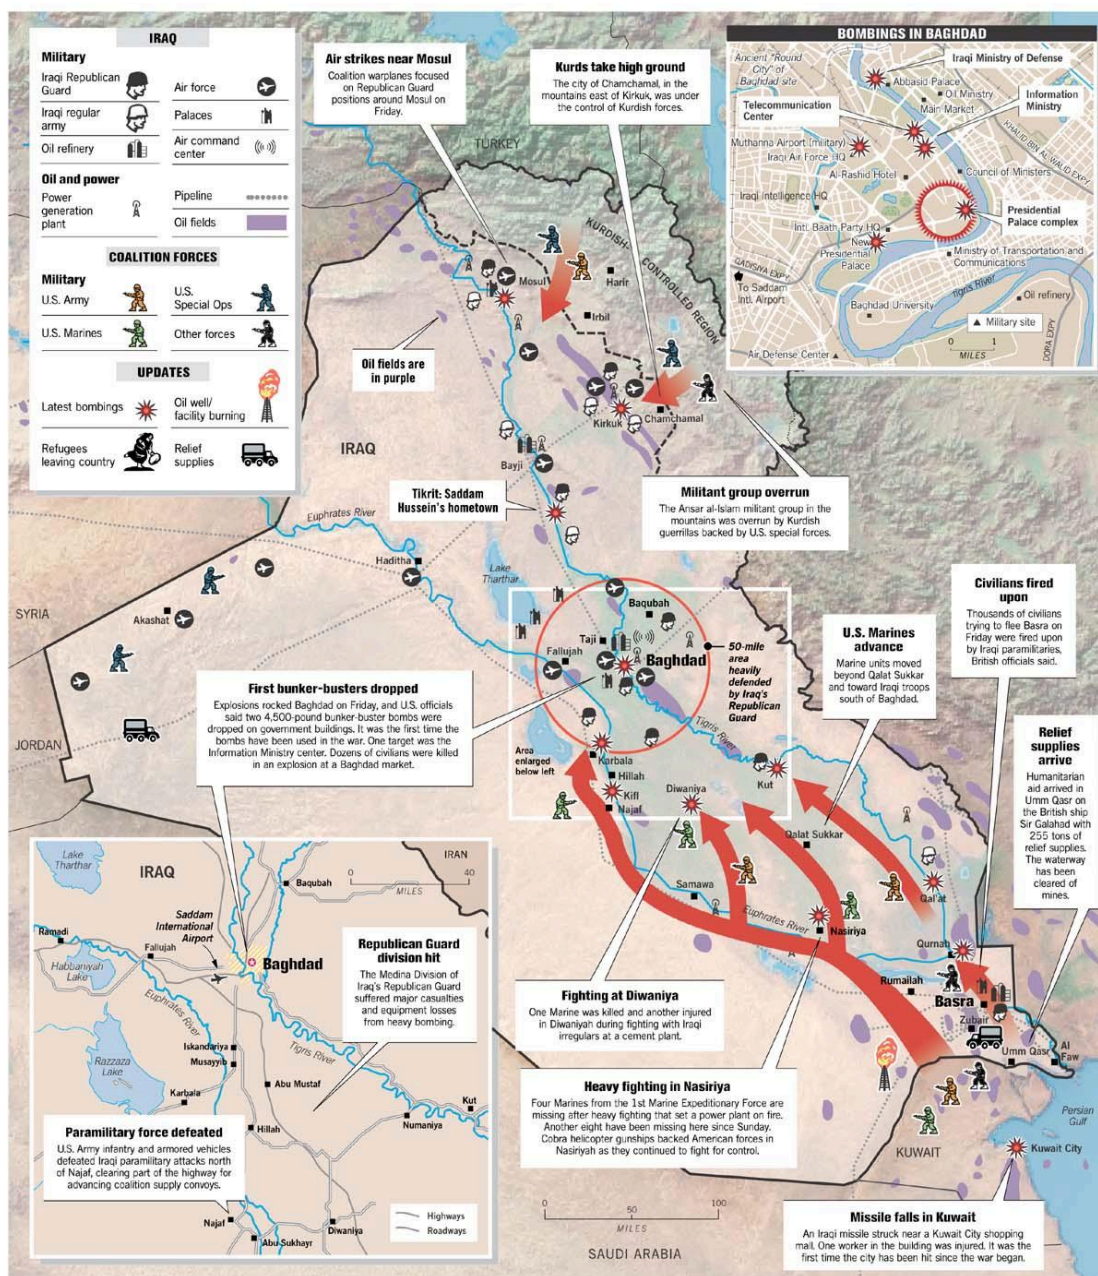 IRAQ
Military
Iraqi Republican
Guard
Air force
Iraqi regular
army
Palaces
Oil refinery
Air command
center
Oil and power
Power
generation
plant
Pipeline
Oil fields
COALITION FORCES
Military
U.S. Army
U.S.
Special Ops
U.S. Marines
Other forces
UPDATES
Latest bombings
Oil well/
facility burning
Refugees
leaving country
Relief
supplies
Air strikes near Mosul
Coalition warplanes focused
on Republican Guard
positions around Mosul on
Friday.
Kurds take high ground
The city of Chamchamal, in the
mountains east of Kirkuk, was under
the control of Kurdish forces.
BOMBINGS IN BAGHDAD
Ancient "Round
City" of
Baghdad site
Iraqi Ministry of Defense
Abbasid Palace
Oil Ministry
Main Market
Telecommunication
Center
Information
Ministry
KHALID BIN AL WALID EXPY
Muthanna Airport (military)
Iraqi Air Force HQ
Al-Rashid Hotel
Council of Ministers
Iraqi Intelligence HQ
Presidential
Palace complex
Intl. Baath Party HQ
New
Presidential
Palace
Ministry of Transportation and
Communications
QADISIYA EXPY
To Saddam
Intl. Airport
Tigris River
Baghdad University
Oil refinery
Military site
Air Defense Center
0 1
MILES
DORA EXPY
TURKEY
KURDISH-
CONTROLLED REGION
Mosul
Harir
Irbil
Oil fields are
in purple
Kirkuk
Chamchamal
IRAQ
Bayji
Tikrit: Saddam
Hussein's hometown
Militant group overrun
The Ansar al-Islam militant group in the
mountains was overrun by Kurdish
guerrillas backed by U.S. special forces.
Euphrates River
Haditha
Lake
Tharthar
SYRIA
Akashat
Baqubah
Taji
Fallujah
Baghdad
50-mile
area
heavily
defended
by Iraq's
Republican
Guard
U.S. Marines
advance
Marine units moved
beyond Qalat Sukkar
and toward Iraqi troops
south of Baghdad.
Civilians fired
upon
Thousands of civilians
trying to flee Basra on
Friday were fired upon
by Iraqi paramilitaries,
British officials said.
First bunker-busters dropped
Explosions rocked Baghdad on Friday, and U.S. officials
said two 4,500-pound bunker-buster bombs were
dropped on government buildings. It was the first time the
bombs have been used in the war. One target was the
Information Ministry center. Dozens of civilians were killed
in an explosion at a Baghdad market.
JORDAN
Tigris River
Area
enlarged
below left
Karbala
Hillah
Kifl
Najaf
Diwaniya
Kut
Qalat Sukkar
Relief
supplies
arrive
Humanitarian
aid arrived in
Umm Qasr on
the British ship
Sir Galahad with
255 tons of
relief supplies.
The waterway
has been
cleared of
mines.
Samawa
Euphrates River
Nasiriya
Qal'at
Qurnah
Rumailah
Basra
Zubair
Umm Qasr
Al
Faw
Lake
Tharthar
IRAQ
IRAN
0 40
MILES
Baqubah
Saddam
International
Airport
Ramadi
Fallujah
Baghdad
Habbaniyah
Lake
Republican Guard
division hit
The Medina Division of
Iraq's Republican Guard
suffered major casualties
and equipment losses
from heavy bombing.
Euphrates River
Tigris River
Iskandariya
Musayyib
Razzaza
Lake
Abu Mustaf
Karbala
Kut
Numaniya
Hillah
Paramilitary force defeated
U.S. Army infantry and armored vehicles
defeated Iraqi paramilitary attacks north
of Najaf, clearing part of the highway for
advancing coalition supply convoys.
Najaf
Abu Sukhayr
Diwaniya
Highways
Roadways
Fighting at Diwaniya
One Marine was killed and another injured
in Diwaniyah during fighting with Iraqi
irregulars at a cement plant.
Heavy fighting in Nasiriya
Four Marines from the 1st Marine Expeditionary Force are
missing after heavy fighting that set a power plant on fire.
Another eight have been missing here since Sunday.
Cobra helicopter gunships backed American forces in
Nasiriyah as they continued to fight for control.
KUWAIT
Persian
Gulf
Kuwait City
0 50 100
MILES
SAUDI ARABIA
Missile falls in Kuwait
An Iraqi missile struck near a Kuwait City shopping
mall. One worker in the building was injured. It was the
first time the city has been hit since the war began.